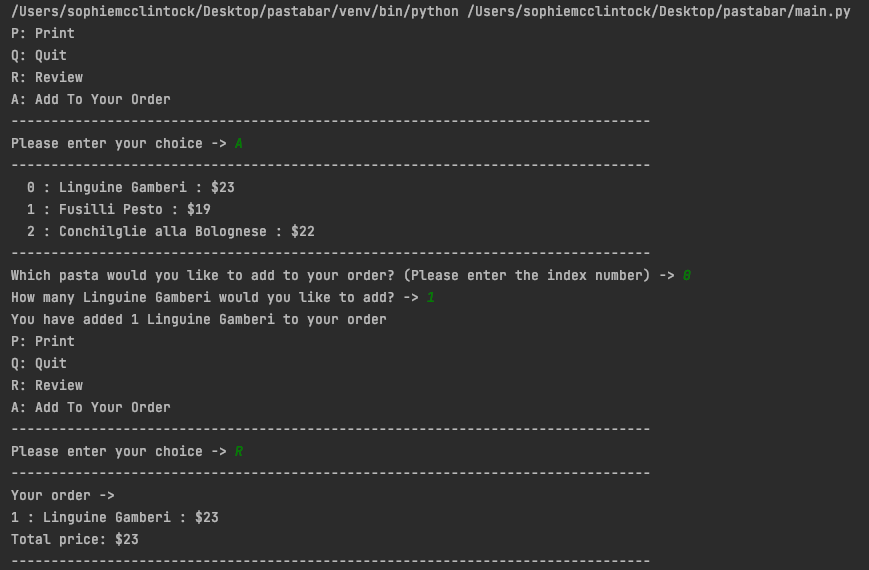 /Users/sophiemcclintock/Desktop/pastabar/venv/bin/python /Users/sophiemcclintock/Desktop/pastabar/main.py
P: Print
Q: Quit
R: Review
A: Add To Your Order
--------------------------------------------------------------------------------
Please enter your choice -> A
--------------------------------------------------------------------------------
  0 : Linguine Gamberi : $23
  1 : Fusilli Pesto : $19
  2 : Conchilglie alla Bolognese : $22
--------------------------------------------------------------------------------
Which pasta would you like to add to your order? (Please enter the index number) -> 0
How many Linguine Gamberi would you like to add? -> 1
You have added 1 Linguine Gamberi to your order
P: Print
Q: Quit
R: Review
A: Add To Your Order
--------------------------------------------------------------------------------
Please enter your choice -> R
--------------------------------------------------------------------------------
Your order ->
1 : Linguine Gamberi : $23
Total price: $23
--------------------------------------------------------------------------------